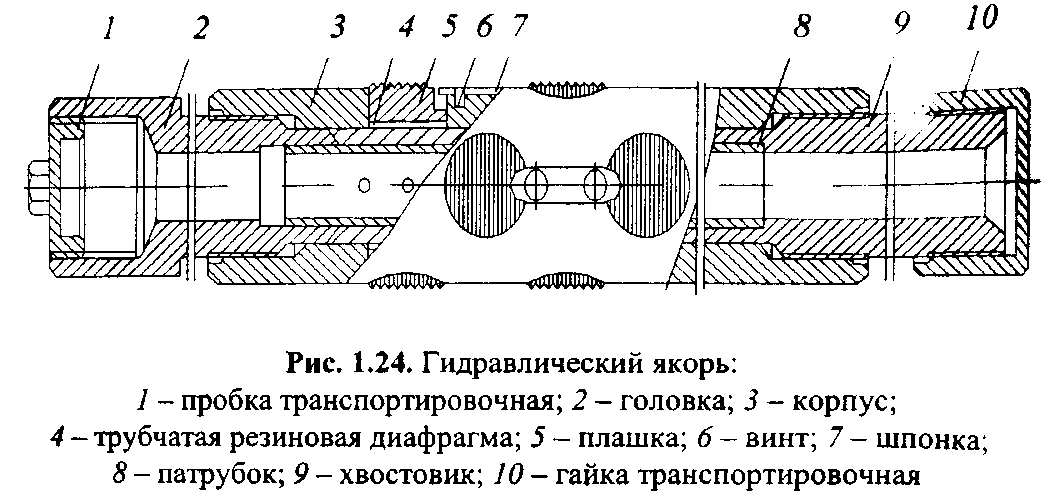 1 2 3 4 5 6 7 8 9 10
Рис. 1.24. Гидравлический якорь:
1 – пробка транспортировочная; 2 – головка; 3 – корпус;
4 – трубчатая резиновая диафрагма; 5 – плашка; 6 – винт; 7 – шпонка;
8 – патрубок; 9 – хвостовик; 10 – гайка транспортировочная